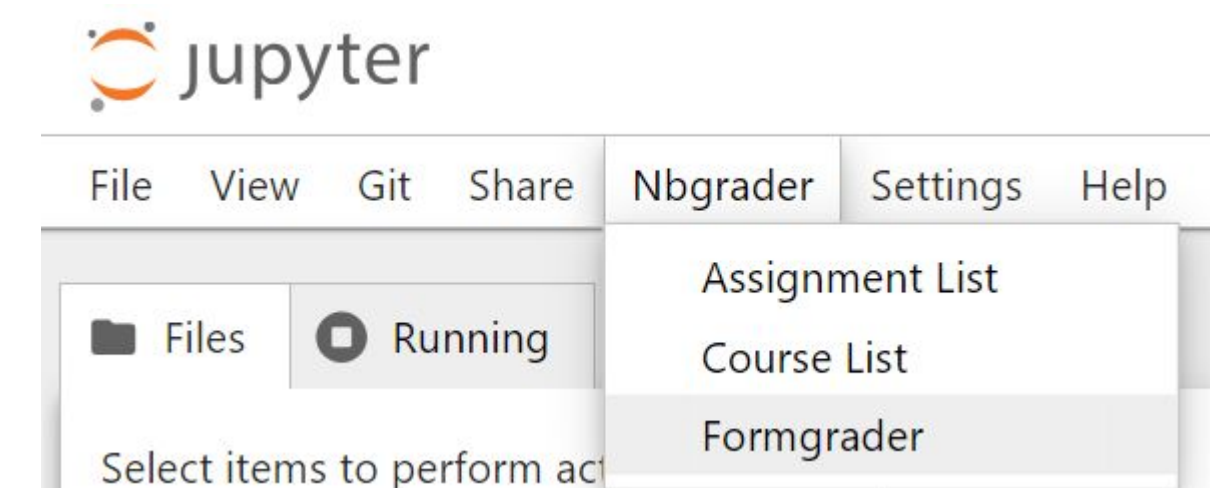 jupyter
File View Git Share Nbgrader Settings Help
Assignment List
Files Running
Course List
Formgrader
Select items to perform